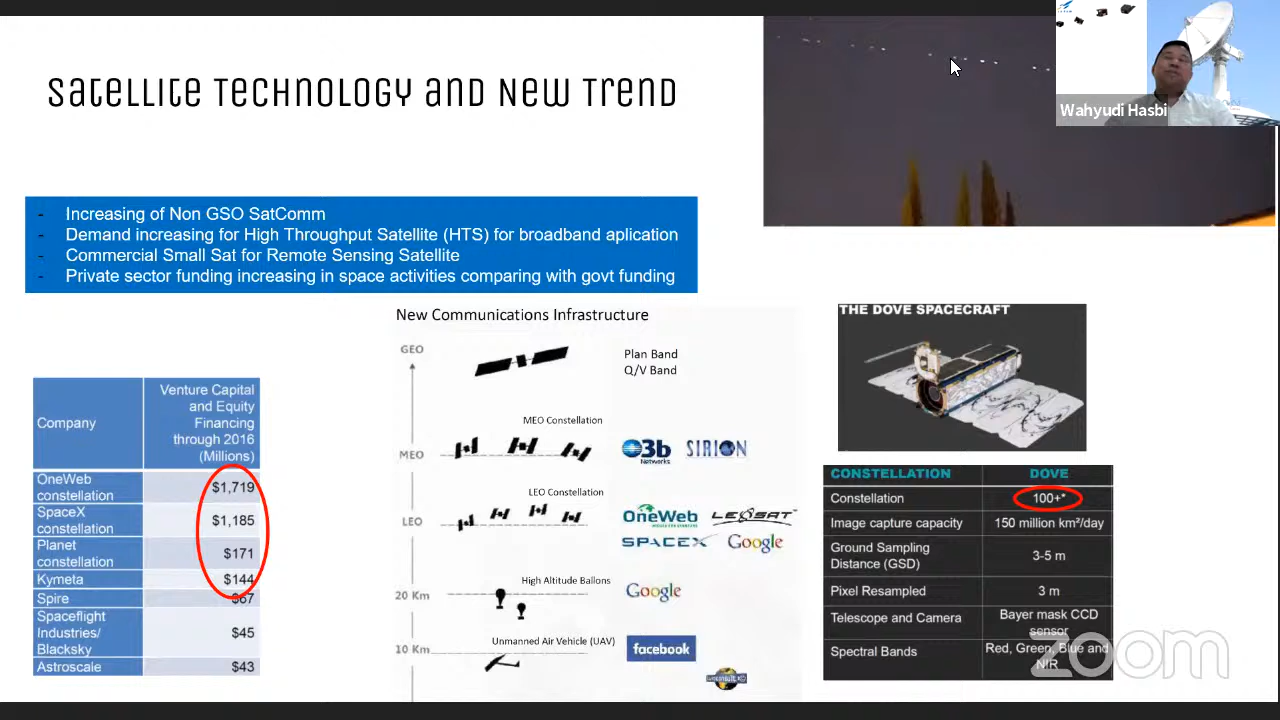 Satellite Technology and New Trend
Wahyudi Hasbi
- Increasing of Non GSO SatComm
- Demand increasing for High Throughput Satellite (HTS) for broadband aplication
- Commercial Small Sat for Remote Sensing Satellite
- Private sector funding increasing in space activities comparing with govt funding
Company
Venture Capital
and Equity
Financing
through 2016
(Millions)
OneWeb
constellation
$1,719
SpaceX
constellation
$1,185
Planet
constellation
$171
Kymeta
$144
Spire
$67
Spaceflight
Industries/
Blacksky
$45
Astroscale
$43
New Communications Infrastructure
GEO
Plan Band
Q/V Band
MEO Constellation
MEO
O3b
Networks
SIRION
LEO Constellation
LEO
OneWeb
LEOSAT
SPACEX
Google
High Altitude Ballons
20 Km
Google
Unmanned Air Vehicle (UAV)
10 Km
facebook
THE DOVE SPACECRAFT
CONSTELLATION DOVE
Constellation 100+*
Image capture capacity 150 million km²/day
Ground Sampling
Distance (GSD)
3-5 m
Pixel Resampled 3 m
Telescope and Camera
Bayer mask CCD
sensor
Spectral Bands
Red, Green, Blue and
NIR
zoom